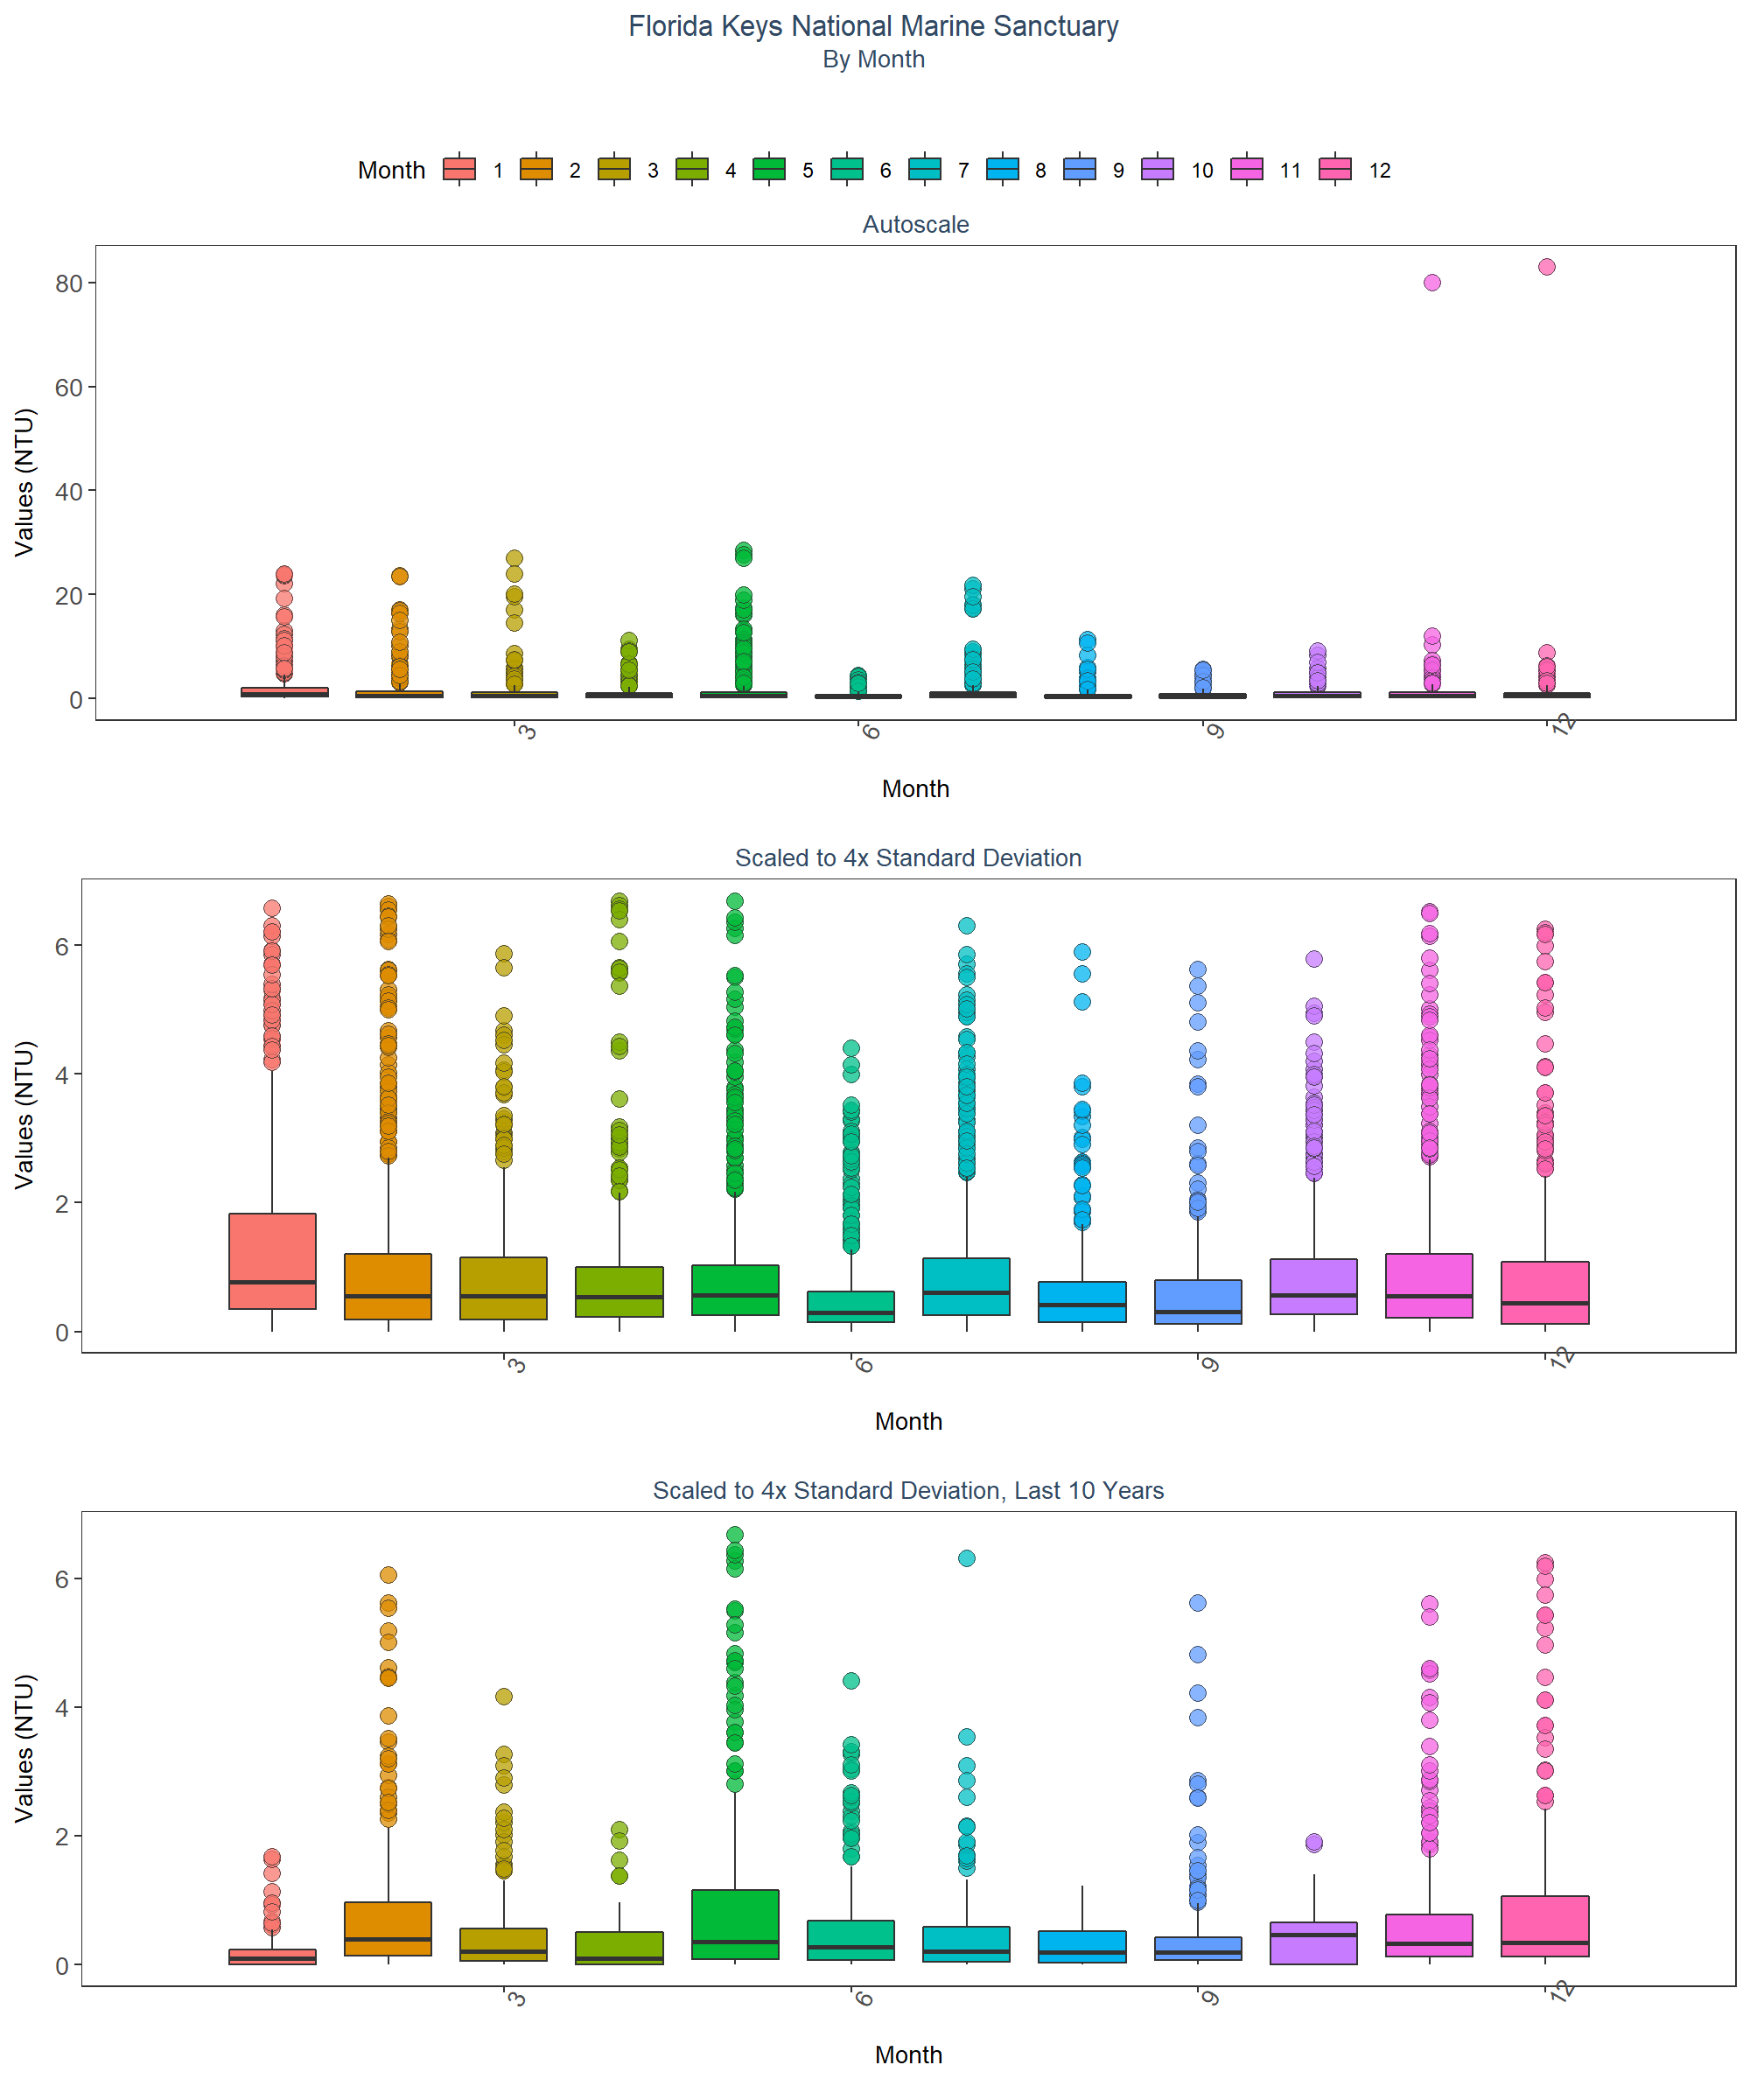 Florida Keys National Marine Sanctuary
By Month
Month 1 2 3 4 5 6 7 8 9 10 11 12
Autoscale
80
60
40
20
0
Values (NTU)
3 6 9 12
Month
Scaled to 4x Standard Deviation
6
4
2
0
Values (NTU)
3 6 9 12
Month
Scaled to 4x Standard Deviation, Last 10 Years
6
4
2
0
Values (NTU)
3 6 9 12
Month